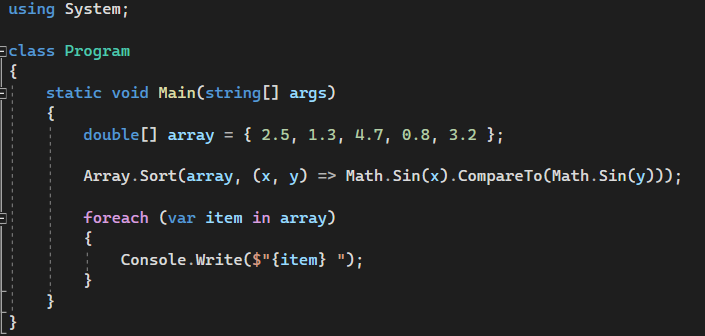 using System;
class Program
{
static void Main(string[] args)
{
double[] array = { 2.5, 1.3, 4.7, 0.8, 3.2 };
Array.Sort(array, (x, y) => Math.Sin(x).CompareTo(Math.Sin(y)));
foreach (var item in array)
{
Console.Write($"{item} ");
}
}
}